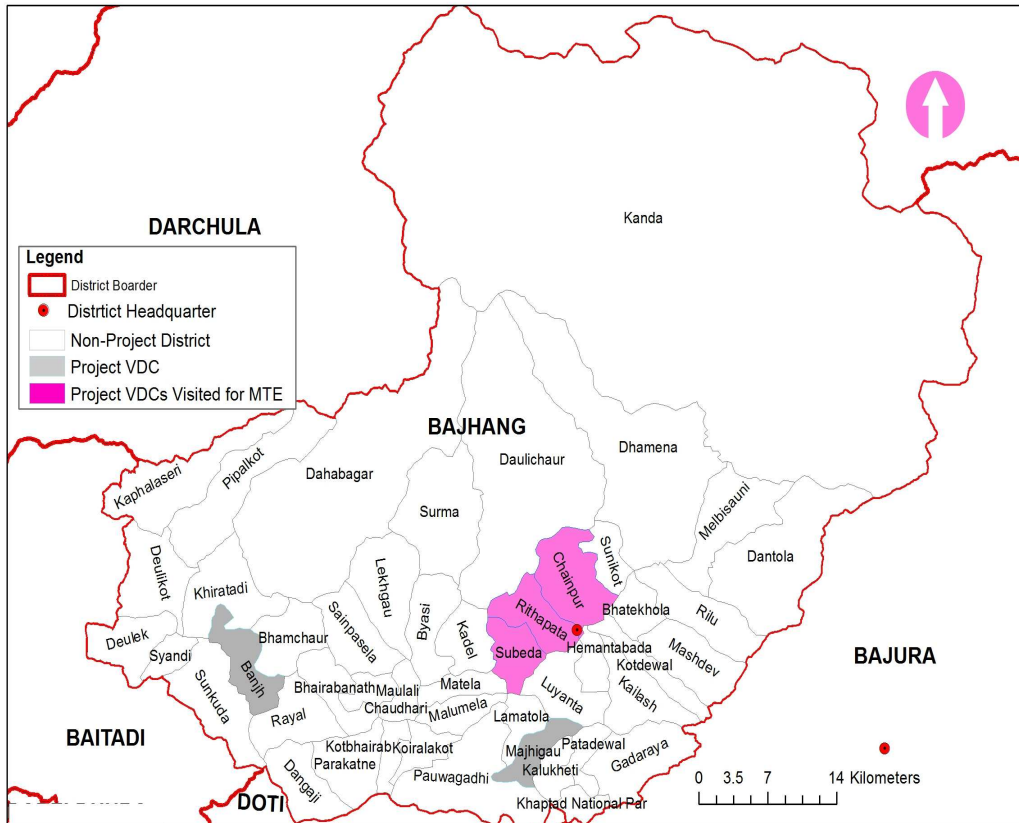 Kanda
DARCHULA
Legend
District Boarder
Distrtict Headquarter
Non-Project District
Project VDC
Project VDCs Visited for MTE
BAJHANG
Dhamena
Daulichaur
Dahabagar
Pipalkot
Kaphalaseri
Surma
Melbisauni
Dantola
Sunikot
Chainpur
Deulikot
Lekhgau
Khiratadi
Byasi
Sainpasela
Kadel
Rithapata
Bhatekhola
Rilu
Deulek
Bhamchaur
Syandi
Subeda
Hemantabada
Kotdewal
Mashdev
BAJURA
Banjh
Sunkuda
Bhairabanath
Maulali
Matela
Luyanta
Kailash
Chaudhari
Malumela
Rayal
Lamatola
BAITADI
Kotbhairab
Koiralakot
Majhigau
Patadewal
Gadaraya
Parakatne
Dangaji
Pauwagadhi
Kalukheti
0 3.5 7 14 Kilometers
DOTI
Khaptad National Par